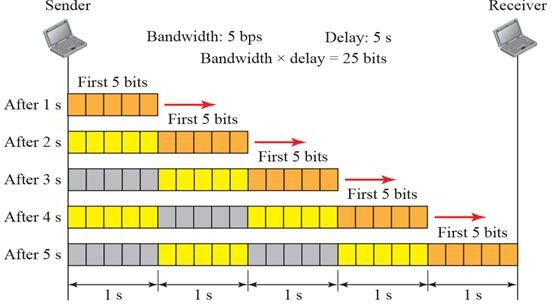 Sender
Receiver
Bandwidth: 5 bps
Delay: 5 s
Bandwidth × delay = 25 bits
First 5 bits
After 1 s
First 5 bits
After 2 s
First 5 bits
After 3 s
First 5 bits
After 4 s
First 5 bits
After 5 s
1 s
1 s
1 s
1 s
1 s